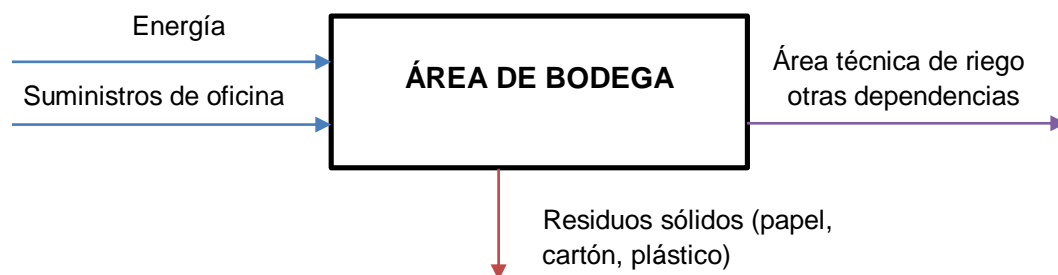 Energía
Suministros de oficina
ÁREA DE BODEGA
Área técnica de riego
otras dependencias
Residuos sólidos (papel,
cartón, plástico)